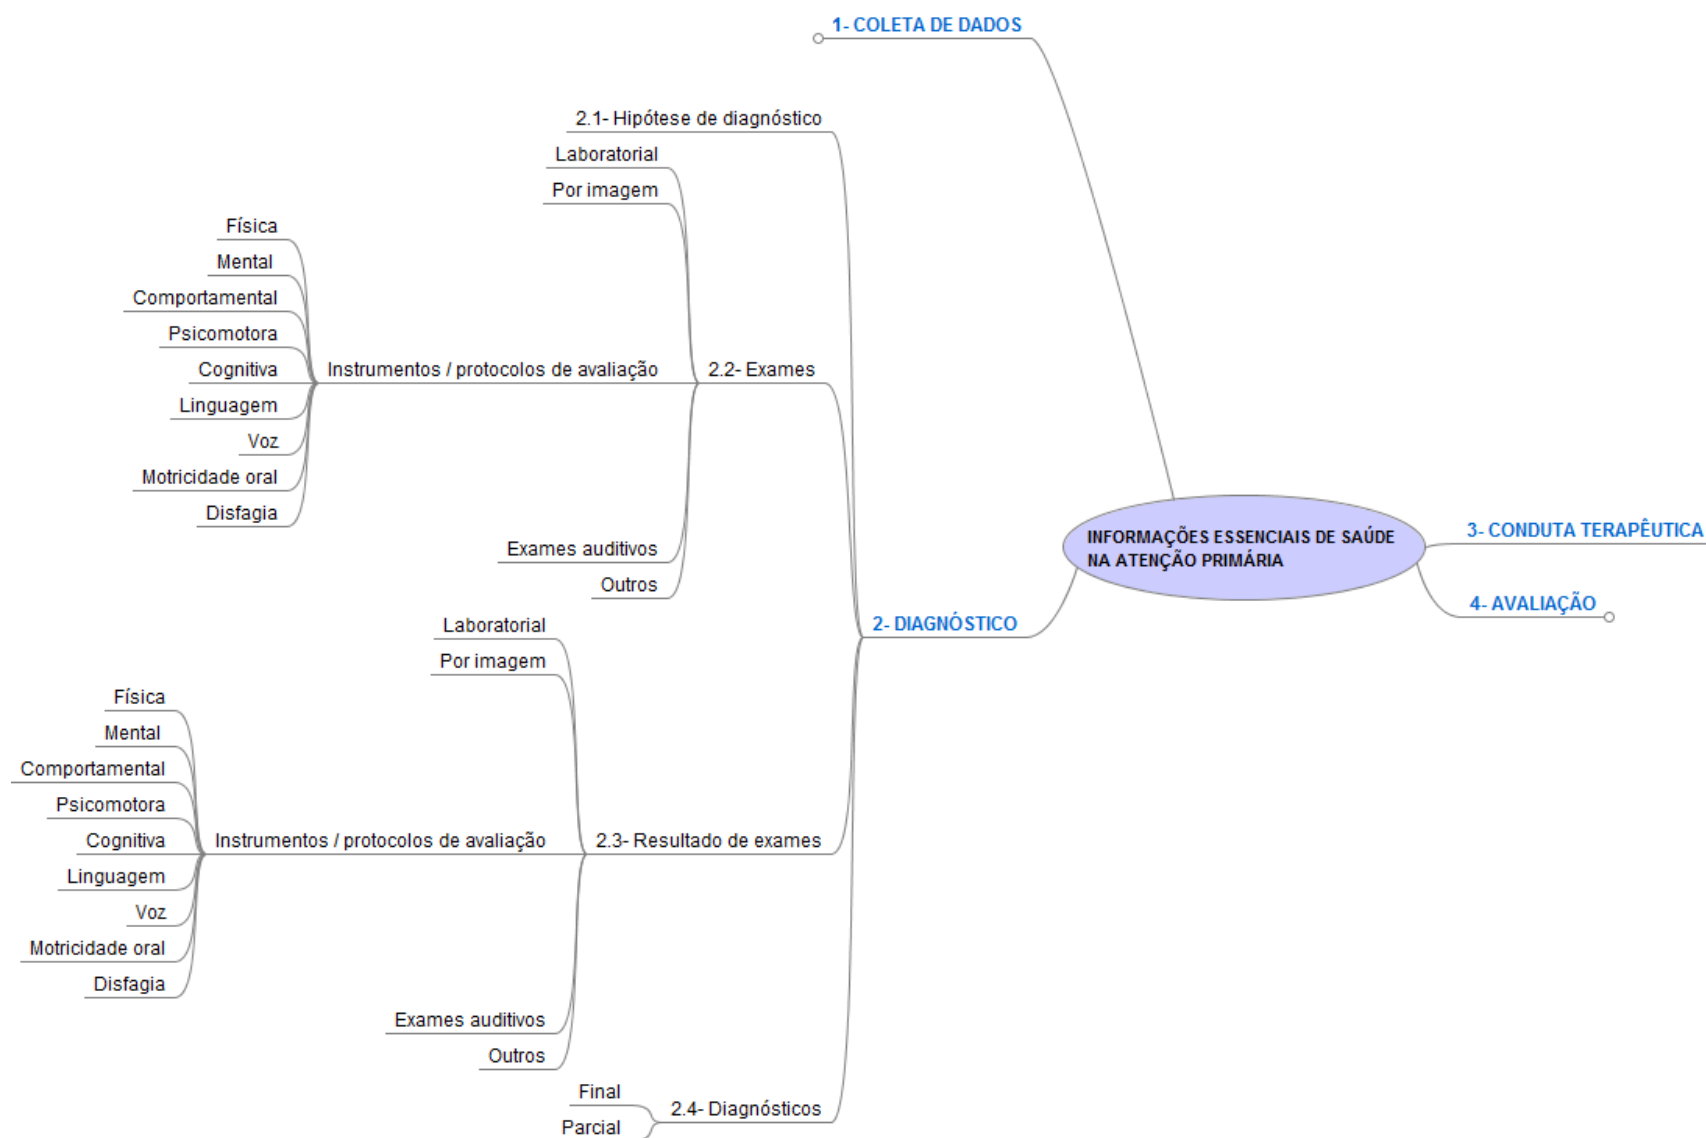 1- COLETA DE DADOS
2.1- Hipótese de diagnóstico
Laboratorial
Por imagem
Física
Mental
Comportamental
Psicomotora
Cognitiva
Linguagem
Voz
Motricidade oral
Disfagia
Instrumentos / protocolos de avaliação
2.2- Exames
Exames auditivos
Outros
INFORMAÇÕES ESSENCIAIS DE SAÚDE
NA ATENÇÃO PRIMÁRIA
3- CONDUTA TERAPÊUTICA
4- AVALIAÇÃO
2- DIAGNÓSTICO
Laboratorial
Por imagem
Física
Mental
Comportamental
Psicomotora
Cognitiva
Linguagem
Voz
Motricidade oral
Disfagia
Instrumentos / protocolos de avaliação
2.3- Resultado de exames
Exames auditivos
Outros
Final
Parcial
2.4- Diagnósticos